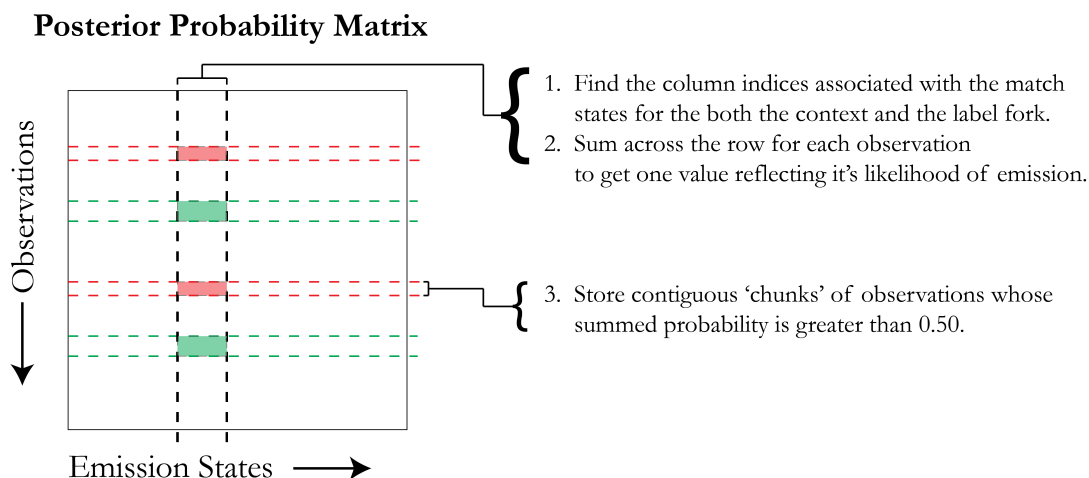 Posterior Probability Matrix
1. Find the column indices associated with the match
states for the both the context and the label fork.
2. Sum across the row for each observation
to get one value reflecting it's likelihood of emission.
Observations
3. Store contiguous ‘chunks’ of observations whose
summed probability is greater than 0.50.
Emission States